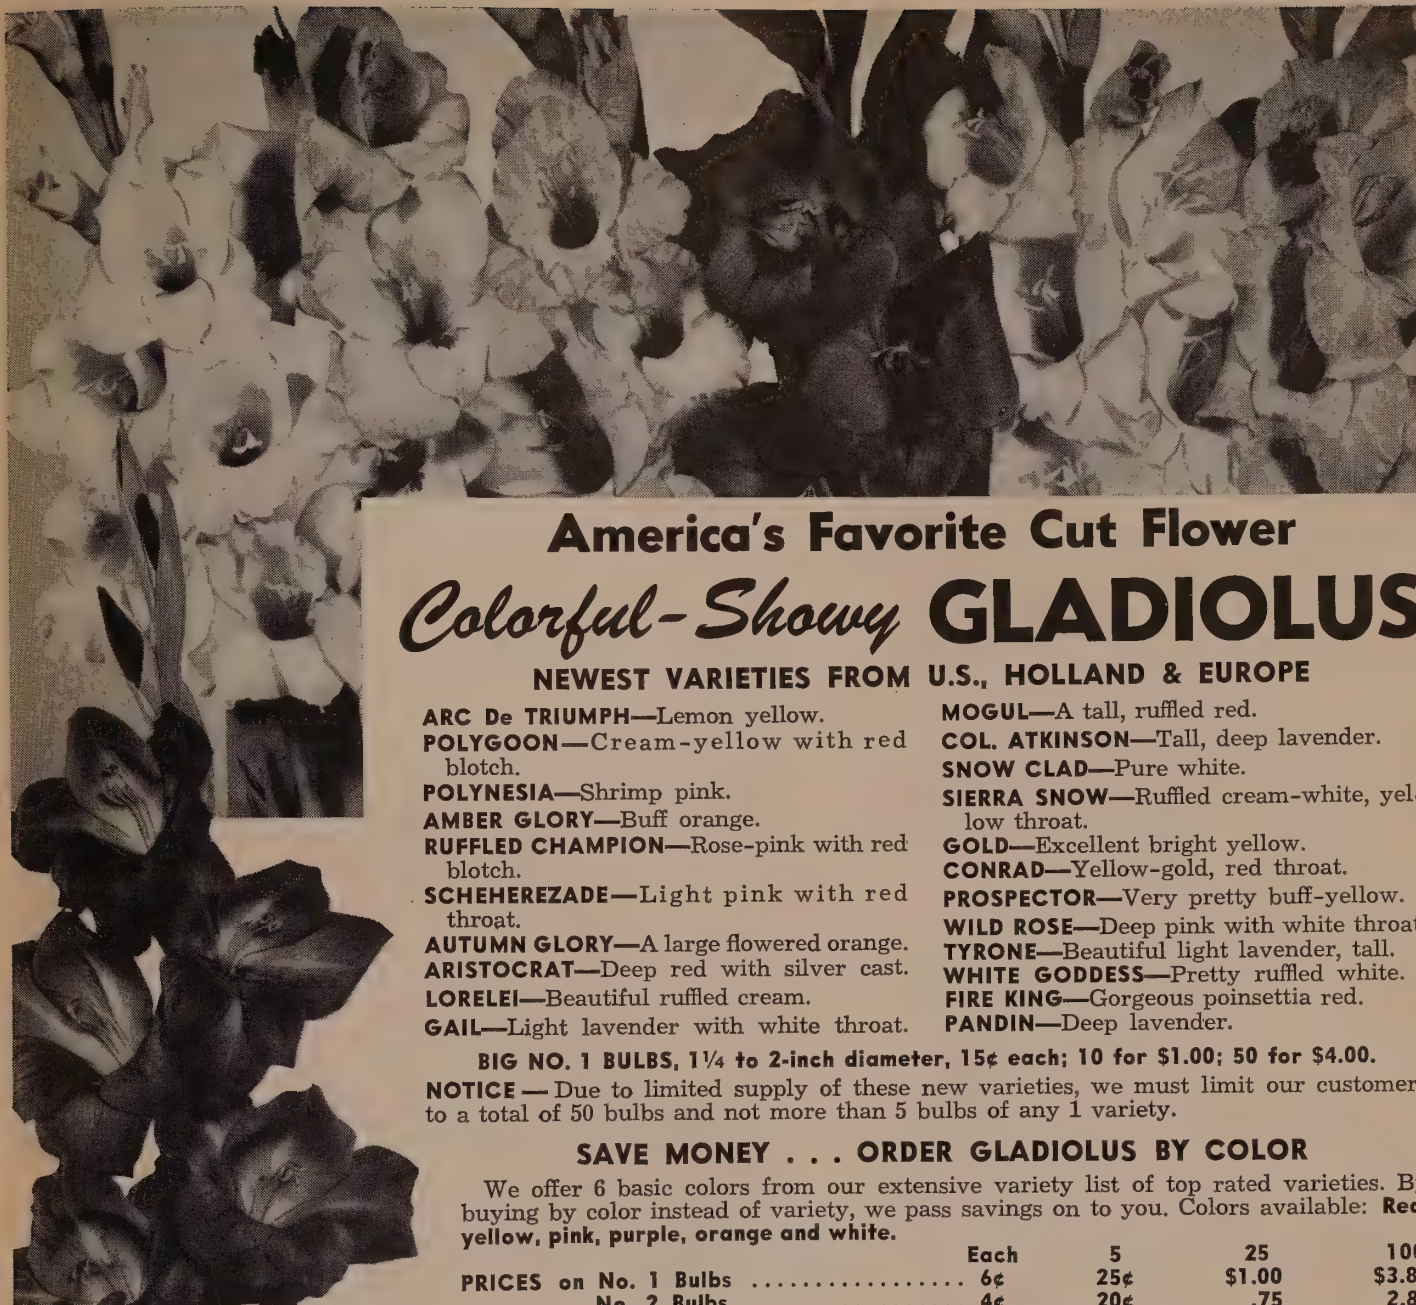 America's Favorite Cut Flower
Colorful-Showy GLADIOLUS
NEWEST VARIETIES FROM U.S., HOLLAND & EUROPE
ARC De TRIUMPH—Lemon yellow.
POLYGOON—Cream-yellow with red
blotch.
POLYNESIA—Shrimp pink.
AMBER GLORY—Buff orange.
RUFFLED CHAMPION—Rose-pink with red
blotch.
SCHEHEREZADE—Light pink with red
throat.
AUTUMN GLORY—A large flowered orange.
ARISTOCRAT—Deep red with silver cast.
LORELEI—Beautiful ruffled cream.
GAIL—Light lavender with white throat.
MOGUL—A tall, ruffled red.
COL. ATKINSON—Tall, deep lavender.
SNOW CLAD—Pure white.
SIERRA SNOW—Ruffled cream-white, yel-
low throat.
GOLD—Excellent bright yellow.
CONRAD—Yellow-gold, red throat.
PROSPECTOR—Very pretty buff-yellow.
WILD ROSE—Deep pink with white throat
TYRONE—Beautiful light lavender, tall.
WHITE GODDESS—Pretty ruffled white.
FIRE KING—Gorgeous poinsettia red.
PANDIN—Deep lavender.
BIG NO. 1 BULBS, 1¼ to 2-inch diameter, 15¢ each; 10 for $1.00; 50 for $4.00.
NOTICE — Due to limited supply of these new varieties, we must limit our customer
to a total of 50 bulbs and not more than 5 bulbs of any 1 variety.
SAVE MONEY . . . ORDER GLADIOLUS BY COLOR
We offer 6 basic colors from our extensive variety list of top rated varieties.
buying by color instead of variety, we pass savings on to you. Colors available: Red
yellow, pink, purple, orange and white.
Each 5 25 100
PRICES on No. 1 Bulbs ................. 6¢ 25¢ $1.00 $3.8
No. 2 Bulbs 4¢ 20¢ .75 2.8